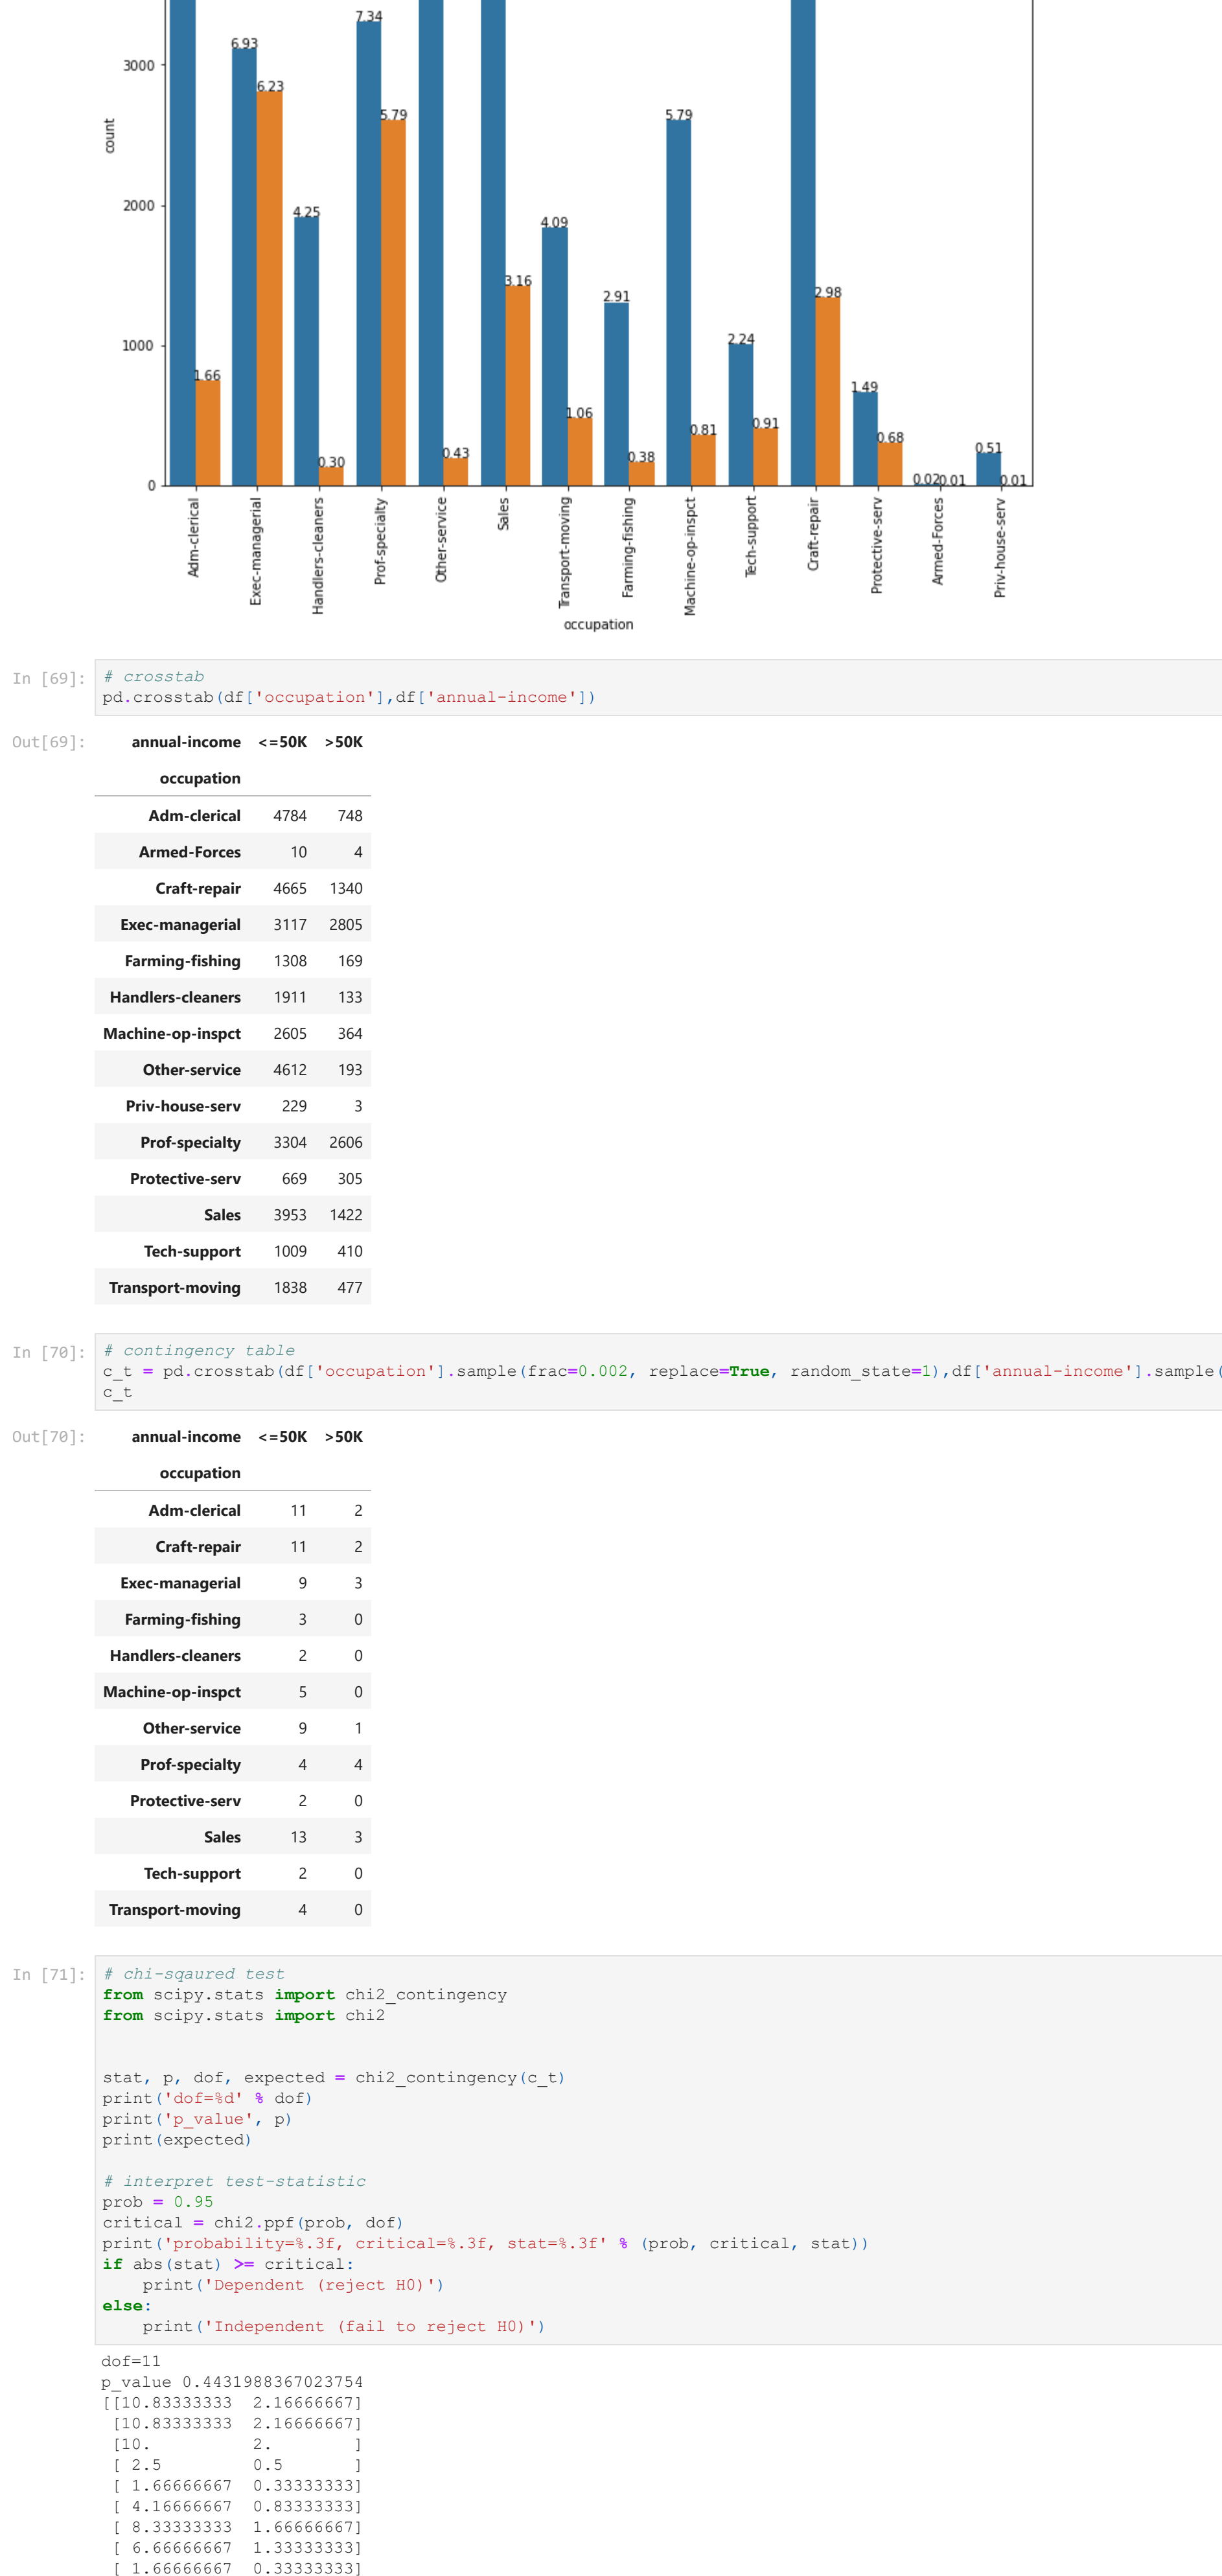 7.34
3000
6.93
6.23
5.79
5.79
count
2000
4.25
4.09
3.16
2.91
2.98
1000
2.24
1.66
1.49
1.06
0.91
0.81
0.68
0.30
0.43
0.38
0.51
0.02 0.01
0.01
0
Adm-clerical
Exec-managerial
Handlers-cleaners
Prof-specialty
Other-service
Sales
Transport-moving
Farming-fishing
Machine-op-inspct
Tech-support
Craft-repair
Protective-serv
Armed-Forces
Priv-house-serv
occupation
In [69]: # crosstab
pd.crosstab(df['occupation'],df['annual-income'])
Out[69]: annual-income <=50K >50K
occupation
Adm-clerical 4784 748
Armed-Forces 10 4
Craft-repair 4665 1340
Exec-managerial 3117 2805
Farming-fishing 1308 169
Handlers-cleaners 1911 133
Machine-op-inspct 2605 364
Other-service 4612 193
Priv-house-serv 229 3
Prof-specialty 3304 2606
Protective-serv 669 305
Sales 3953 1422
Tech-support 1009 410
Transport-moving 1838 477
In [70]: # contingency table
c_t = pd.crosstab(df['occupation'].sample(frac=0.002, replace=True, random_state=1),df['annual-income'].sample(
c_t
Out[70]: annual-income <=50K >50K
occupation
Adm-clerical 11 2
Craft-repair 11 2
Exec-managerial 9 3
Farming-fishing 3 0
Handlers-cleaners 2 0
Machine-op-inspct 5 0
Other-service 9 1
Prof-specialty 4 4
Protective-serv 2 0
Sales 13 3
Tech-support 2 0
Transport-moving 4 0
In [71]: # chi-sqaured test
from scipy.stats import chi2_contingency
from scipy.stats import chi2
stat, p, dof, expected = chi2_contingency(c_t)
print('dof=%d' % dof)
print('p_value', p)
print(expected)
# interpret test-statistic
prob = 0.95
critical = chi2.ppf(prob, dof)
print('probability=%.3f, critical=%.3f, stat=%.3f' % (prob, critical, stat))
if abs(stat) >= critical:
    print('Dependent (reject H0)')
else:
    print('Independent (fail to reject H0)')
dof=11
p_value 0.4431988367023754
[[10.83333333  2.16666667]
 [10.83333333  2.16666667]
 [10.          2.        ]
 [ 2.5         0.5       ]
 [ 1.66666667  0.33333333]
 [ 4.16666667  0.83333333]
 [ 8.33333333  1.66666667]
 [ 6.66666667  1.33333333]
 [ 1.66666667  0.33333333]